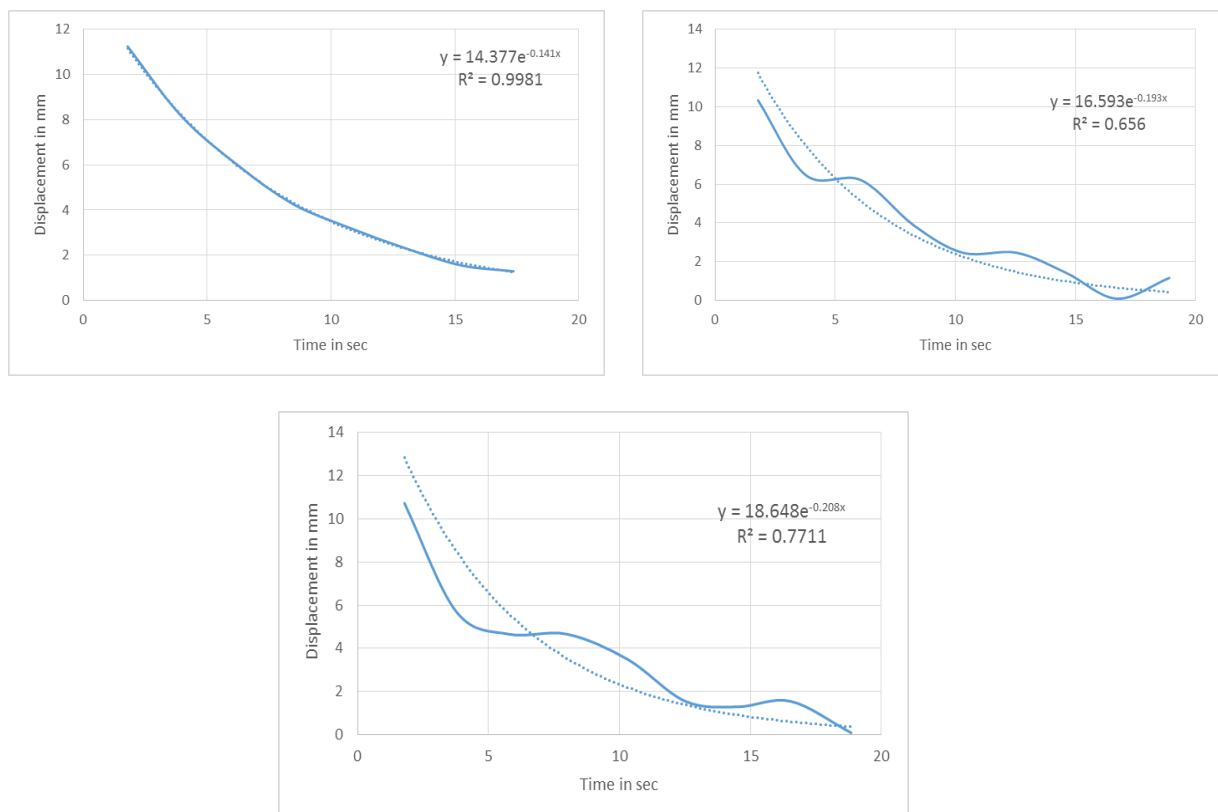 12
10
8
6
4
2
0
0 5 10 15 20
Displacement in mm
Time in sec
y = 14.377e^-0.141x
R² = 0.9981
14
12
10
8
6
4
2
0
0 5 10 15 20
Displacement in mm
Time in sec
y = 16.593e^-0.193x
R² = 0.656
14
12
10
8
6
4
2
0
0 5 10 15 20
Displacement in mm
Time in sec
y = 18.648e^-0.208x
R² = 0.7711